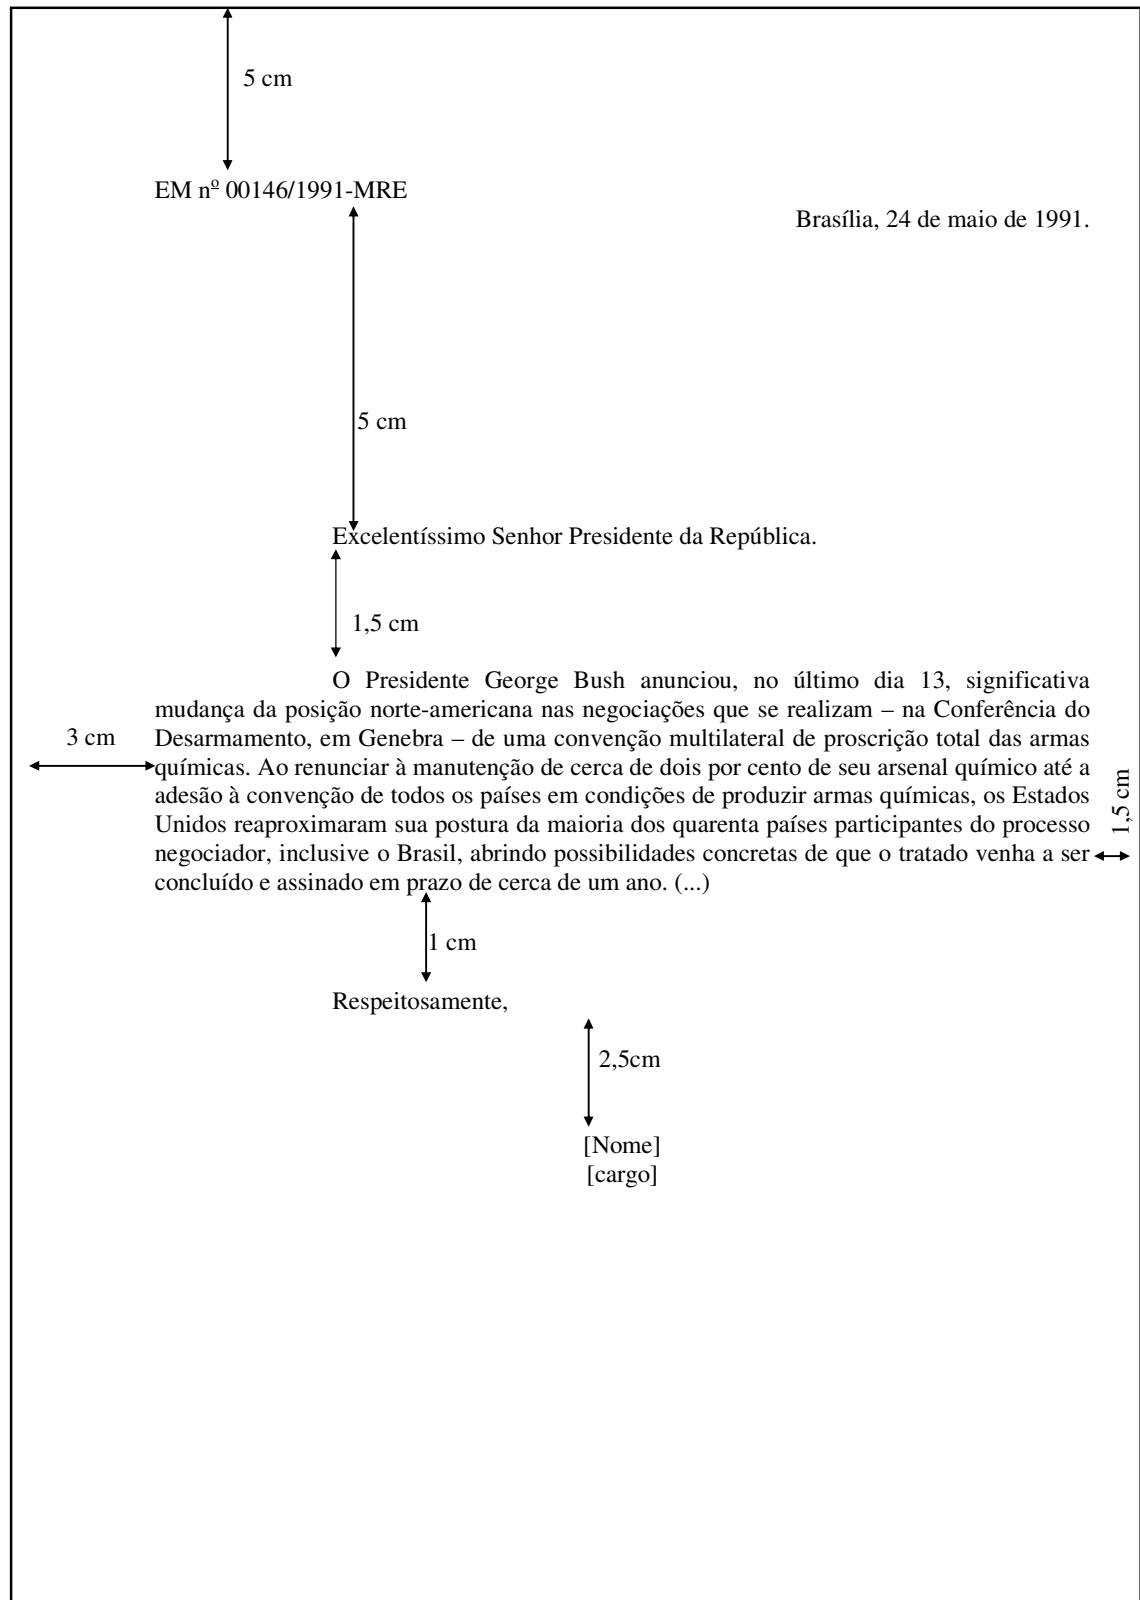 5 cm
EM nº 00146/1991-MRE
Brasília, 24 de maio de 1991.
5 cm
Excelentíssimo Senhor Presidente da República.
1,5 cm
O Presidente George Bush anunciou, no último dia 13, significativa
mudança da posição norte-americana nas negociações que se realizam – na Conferência do
3 cm
Desarmamento, em Genebra – de uma convenção multilateral de proscrição total das armas
químicas. Ao renunciar à manutenção de cerca de dois por cento de seu arsenal químico até a
adesão à convenção de todos os países em condições de produzir armas químicas, os Estados
Unidos reaproximaram sua postura da maioria dos quarenta países participantes do processo
negociador, inclusive o Brasil, abrindo possibilidades concretas de que o tratado venha a ser
concluído e assinado em prazo de cerca de um ano. (...)
1,5 cm
1 cm
Respeitosamente,
2,5cm
[Nome]
[cargo]